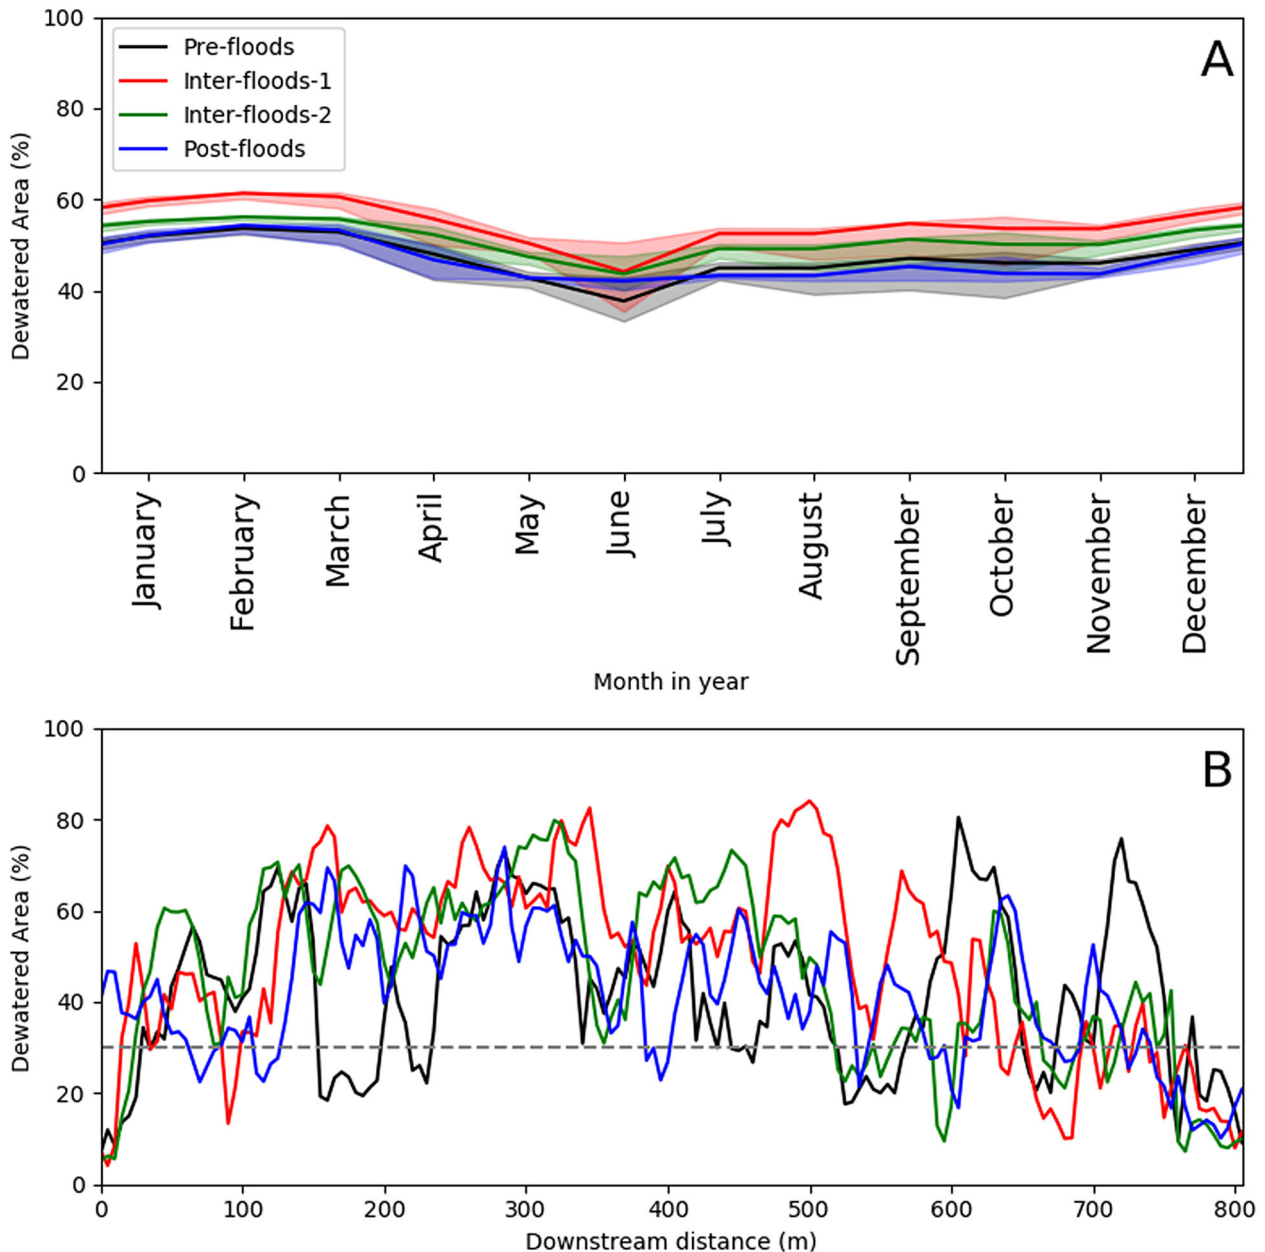 100
80
60
40
20
0
Dewatered Area (%)
Pre-floods
Inter-floods-1
Inter-floods-2
Post-floods
A
January
February
March
April
May
June
July
August
September
October
November
December
Month in year
100
80
60
40
20
0
Dewatered Area (%)
B
0 100 200 300 400 500 600 700 800
Downstream distance (m)